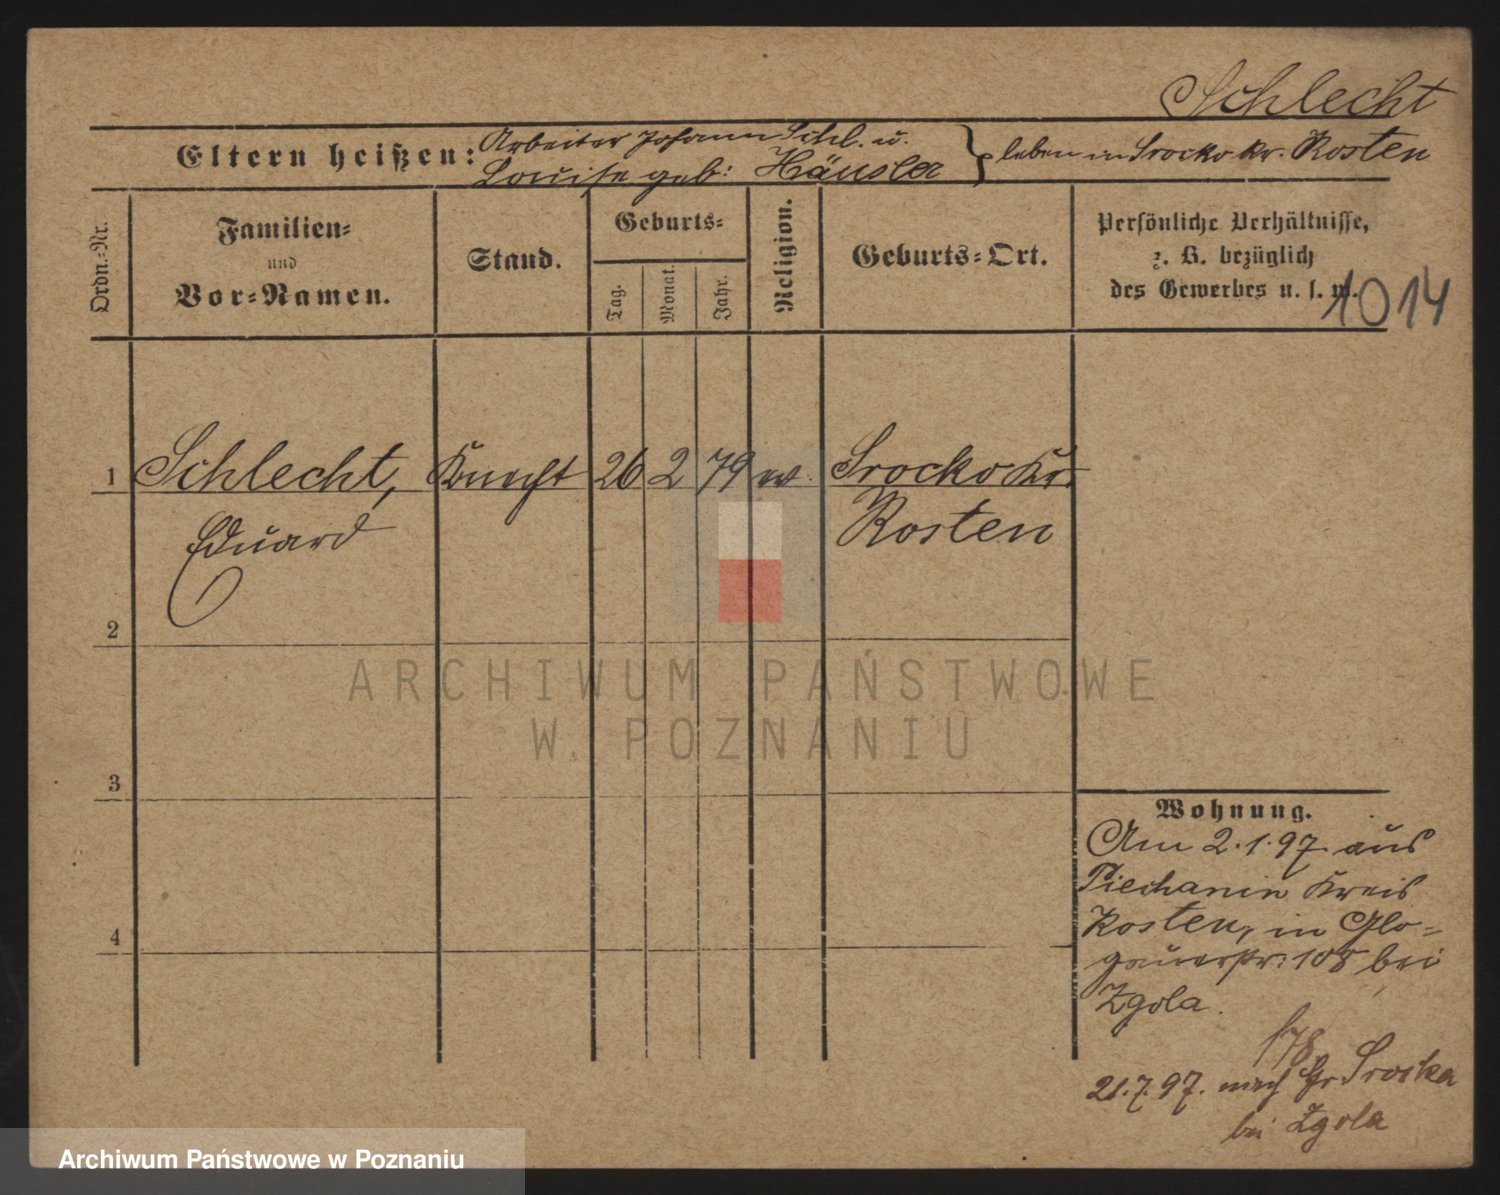 Schlecht
Eltern heißen:
Arbeiter Johann Schl. u.
Louise geb: Häusler
leben in Srocko Kr. Kosten
Ordn.-Nr.
Familien-
und
Vor-Namen.
Stand.
Geburts-
Tag.
Monat.
Jahr.
Religion.
Geburts-Ort.
Persönliche Verhältnisse,
z. B. bezüglich
des Gewerbes u. s. w.
1014
1 Schlecht, Knecht 26 2 79 ev. Srocko Kr.
Eduard Kosten
2
3
4
ARCHIWUM PAŃSTWOWE
W POZNANIU
Wohnung.
Am 2.1.97 aus
Piechanin Kreis
Kosten, in Glo-
gauerstr: 108 bei
Zgola.
21.7.97. nach Gr
bei Zgola
Archiwum Państwowe w Poznaniu